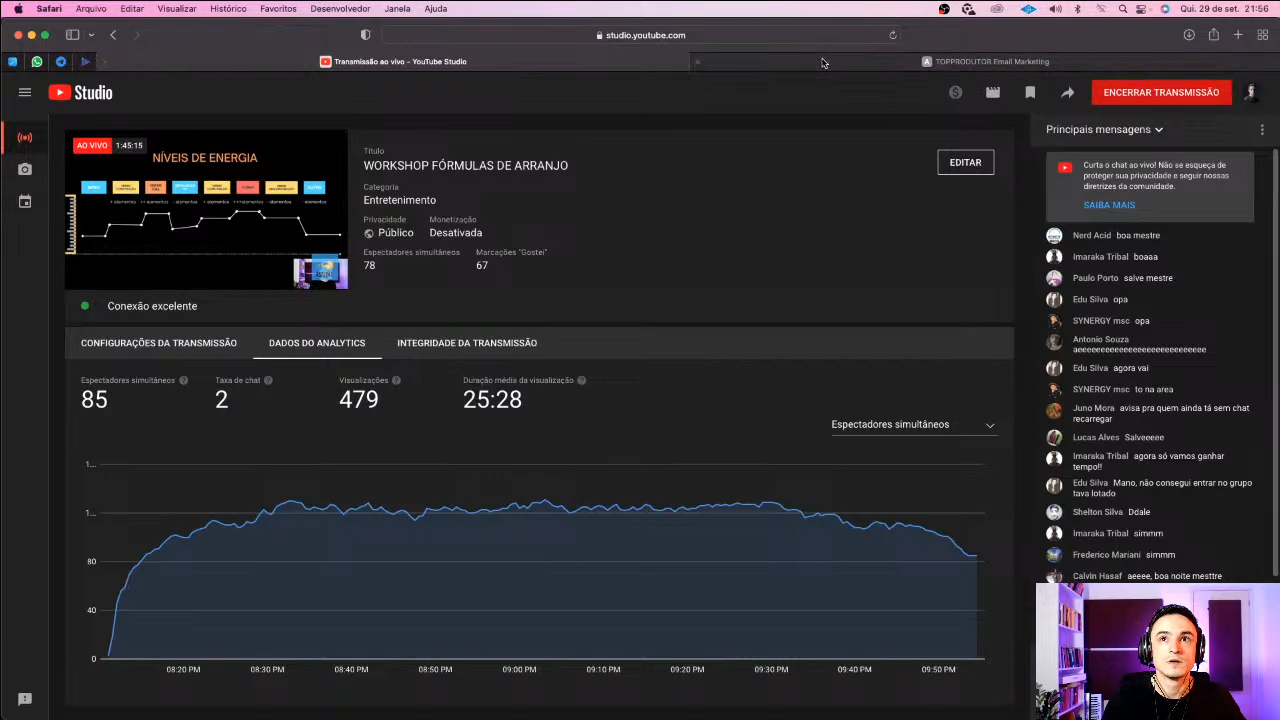 Safari Arquivo Editar Visualizar Histórico Favoritos Desenvolvedor Janela Ajuda
Qui. 29 de set. 21:56
studio.youtube.com
Transmissão ao vivo - YouTube Studio
TOPPRODUTOR Email Marketing
Studio
ENCERRAR TRANSMISSÃO
AO VIVO 1:45:15
NÍVEIS DE ENERGIA
Título
WORKSHOP FÓRMULAS DE ARRANJO
EDITAR
Categoria
Entretenimento
Privacidade Monetização
Público Desativada
Espectadores simultâneos Marcações "Gostei"
78 67
Conexão excelente
CONFIGURAÇÕES DA TRANSMISSÃO DADOS DO ANALYTICS INTEGRIDADE DA TRANSMISSÃO
Espectadores simultâneos Taxa de chat Visualizações Duração média da visualização
85 2 479 25:28
Espectadores simultâneos
1...
1...
80
40
0
08:20 PM 08:30 PM 08:40 PM 08:50 PM 09:00 PM 09:10 PM 09:20 PM 09:30 PM 09:40 PM 09:50 PM
Principais mensagens
Curta o chat ao vivo! Não se esqueça de
proteger sua privacidade e seguir nossas
diretrizes da comunidade.
SAIBA MAIS
Nerd Acid boa mestre
Imaraka Tribal boaaa
Paulo Porto salve mestre
Edu Silva opa
SYNERGY msc opa
Antonio Souza
aeeeeeeeeeeeeeeeeeeeeeeeeee
Edu Silva agora vai
SYNERGY msc to na area
Juno Mora avisa pra quem ainda tá sem chat
recarregar
Lucas Alves Salveeeee
Imaraka Tribal agora só vamos ganhar
tempo!!
Edu Silva Mano, não consegui entrar no grupo
tava lotado
Shelton Silva Ddale
Imaraka Tribal simmm
Frederico Mariani simmm
Calvin Hasaf aeeee, boa noite mesttre